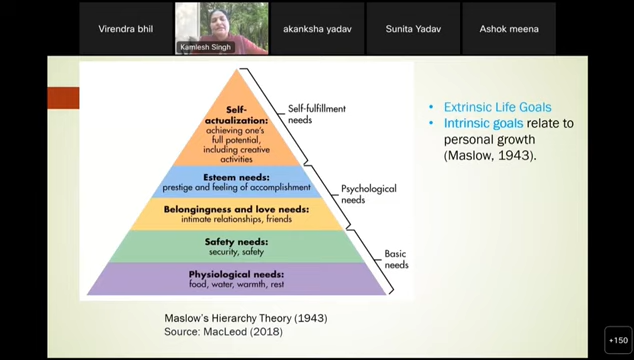 Virendra bhil
Kamlesh Singh
akanksha yadav
Sunita Yadav
Ashok meena
Self-
actualization:
achieving one's
full potential,
including creative
activities
Esteem needs:
prestige and feeling of accomplishment
Belongingness and love needs:
intimate relationships, friends
Safety needs:
security, safety
Physiological needs:
food, water, warmth, rest
Self-fulfillment
needs
Psychological
needs
Basic
needs
• Extrinsic Life Goals
• Intrinsic goals relate to
personal growth
(Maslow, 1943).
Maslow's Hierarchy Theory (1943)
Source: MacLeod (2018)
+150